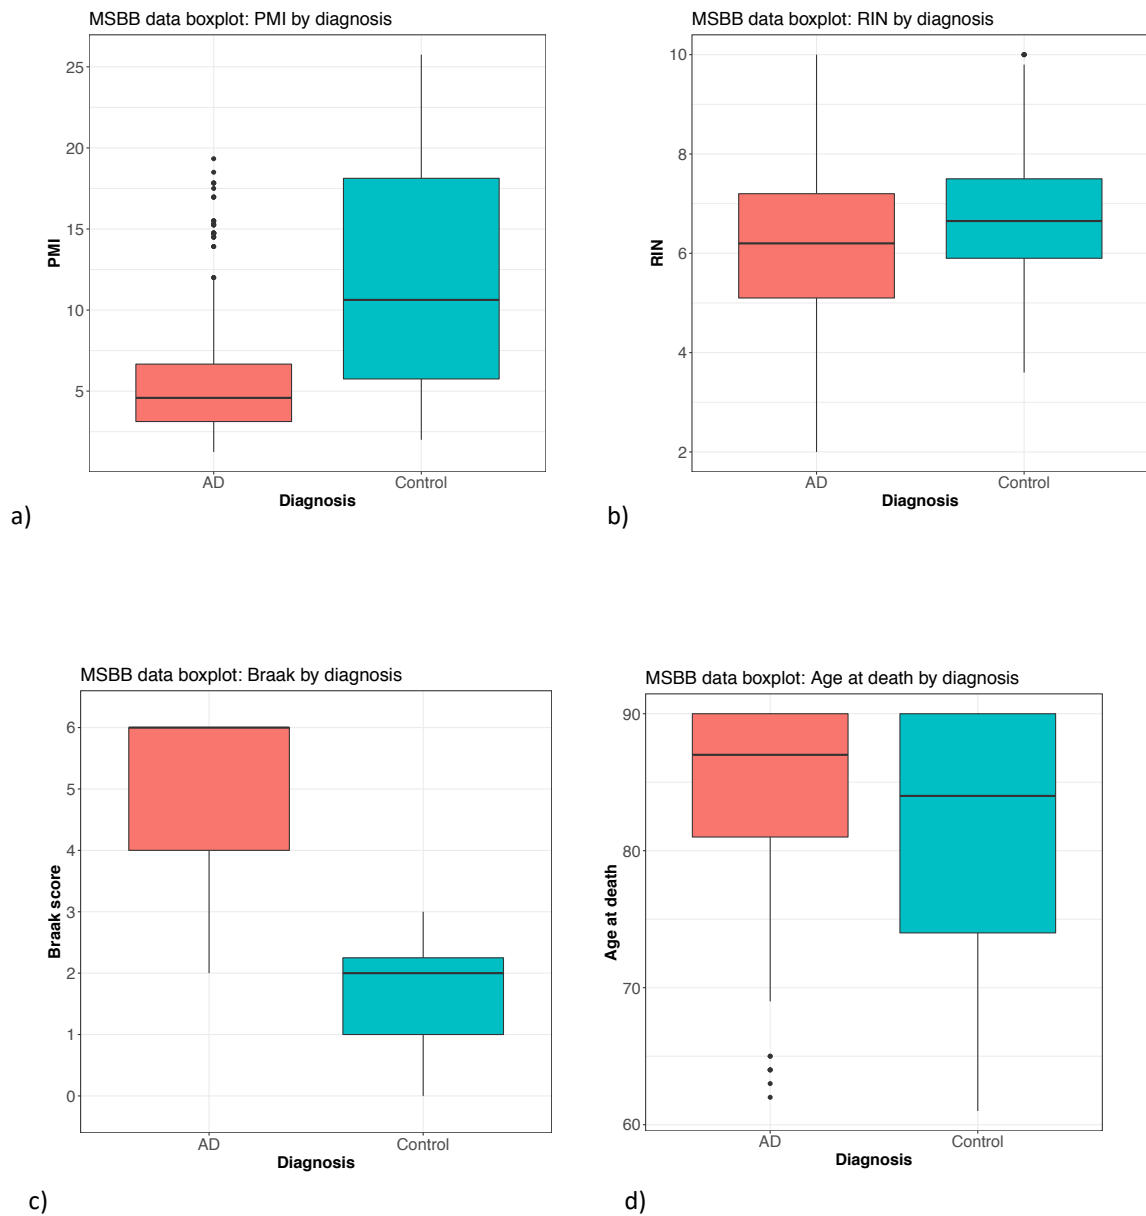 MSBB data boxplot: PMI by diagnosis
25
20
15
10
5
PMI
AD Control
Diagnosis
a)
MSBB data boxplot: RIN by diagnosis
10
8
6
4
2
RIN
AD Control
Diagnosis
b)
MSBB data boxplot: Braak by diagnosis
6
5
4
3
2
1
0
Braak score
AD Control
Diagnosis
c)
MSBB data boxplot: Age at death by diagnosis
90
80
70
60
Age at death
AD Control
Diagnosis
d)